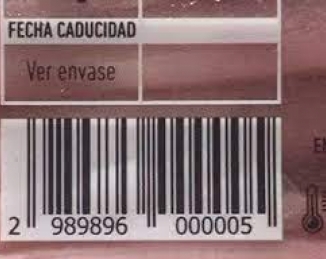 FECHA CADUCIDAD
Ver envase
2 989896 000005